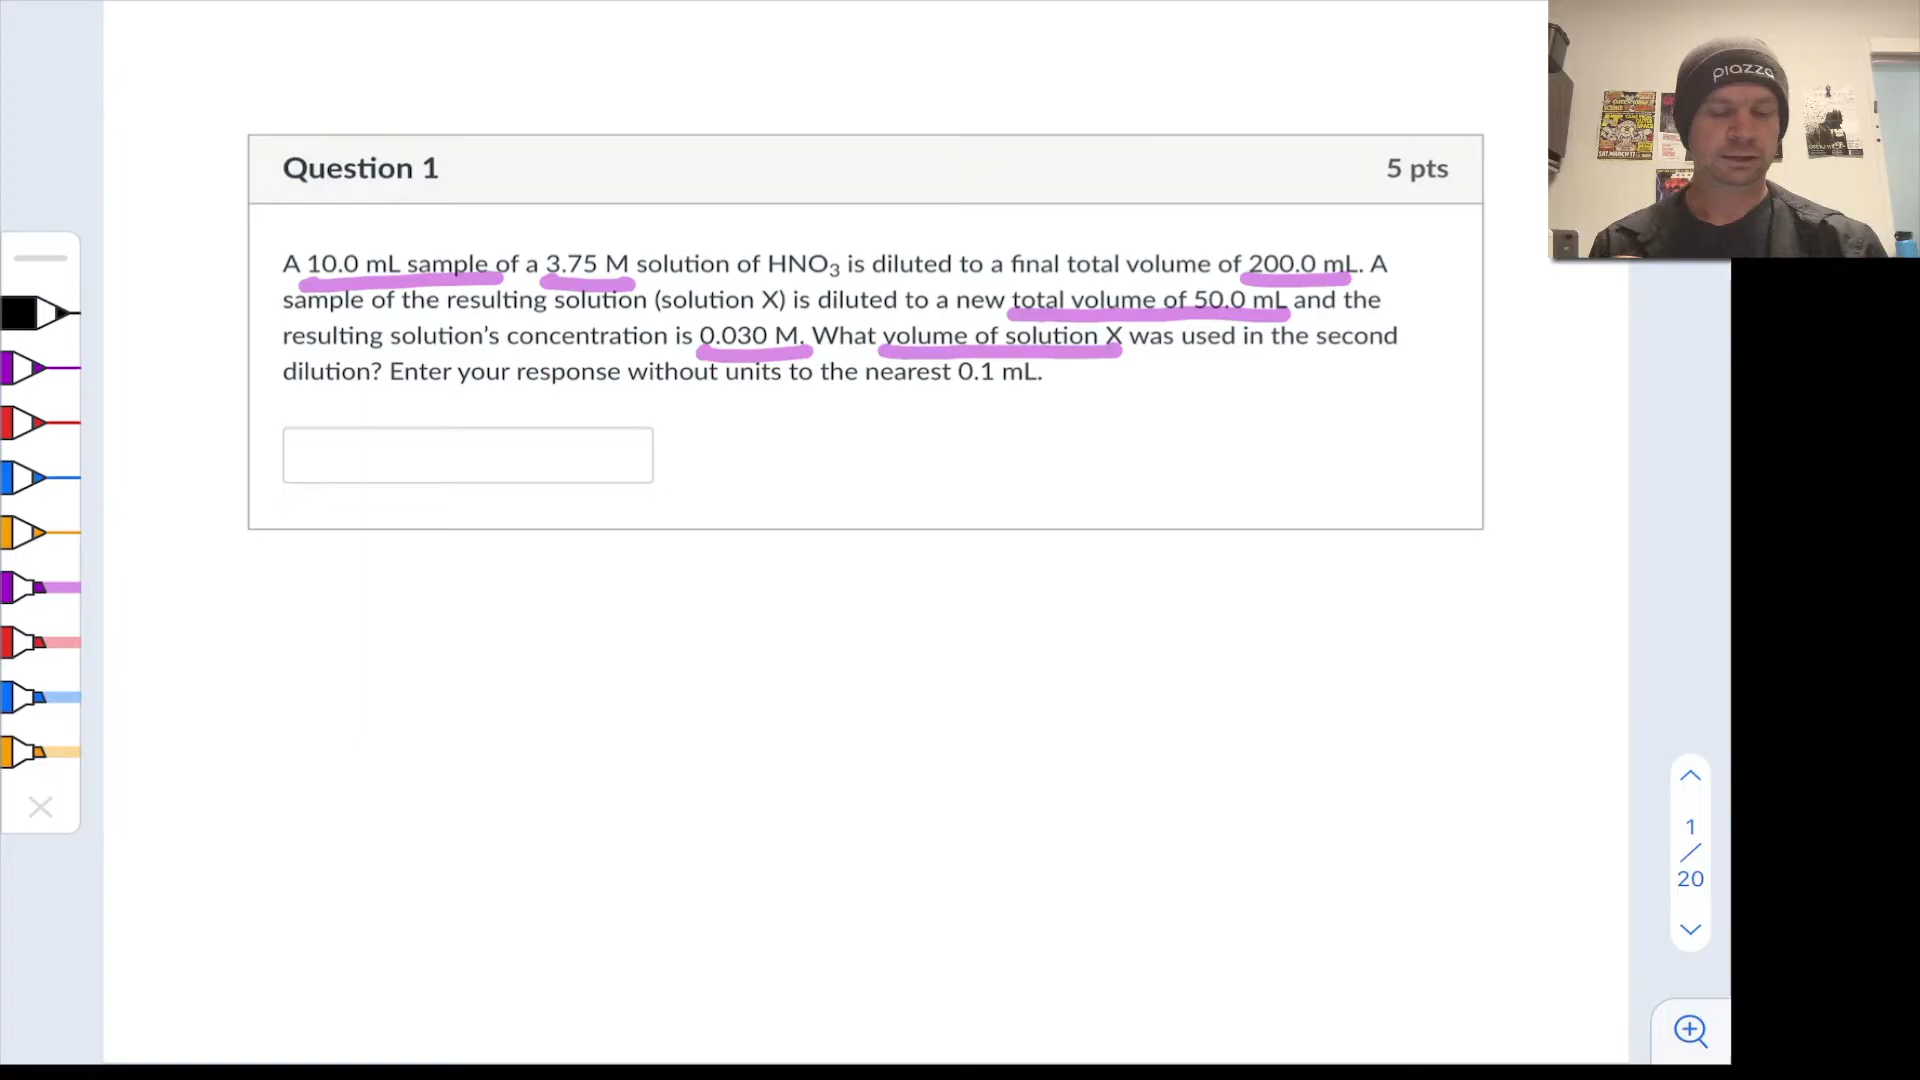 Question 1
5 pts
A 10.0 mL sample of a 3.75 M solution of HNO₃ is diluted to a final total volume of 200.0 mL. A
sample of the resulting solution (solution X) is diluted to a new total volume of 50.0 mL and the
resulting solution’s concentration is 0.030 M. What volume of solution X was used in the second
dilution? Enter your response without units to the nearest 0.1 mL.
1
/
20
piazza
SAT. MARCH 17